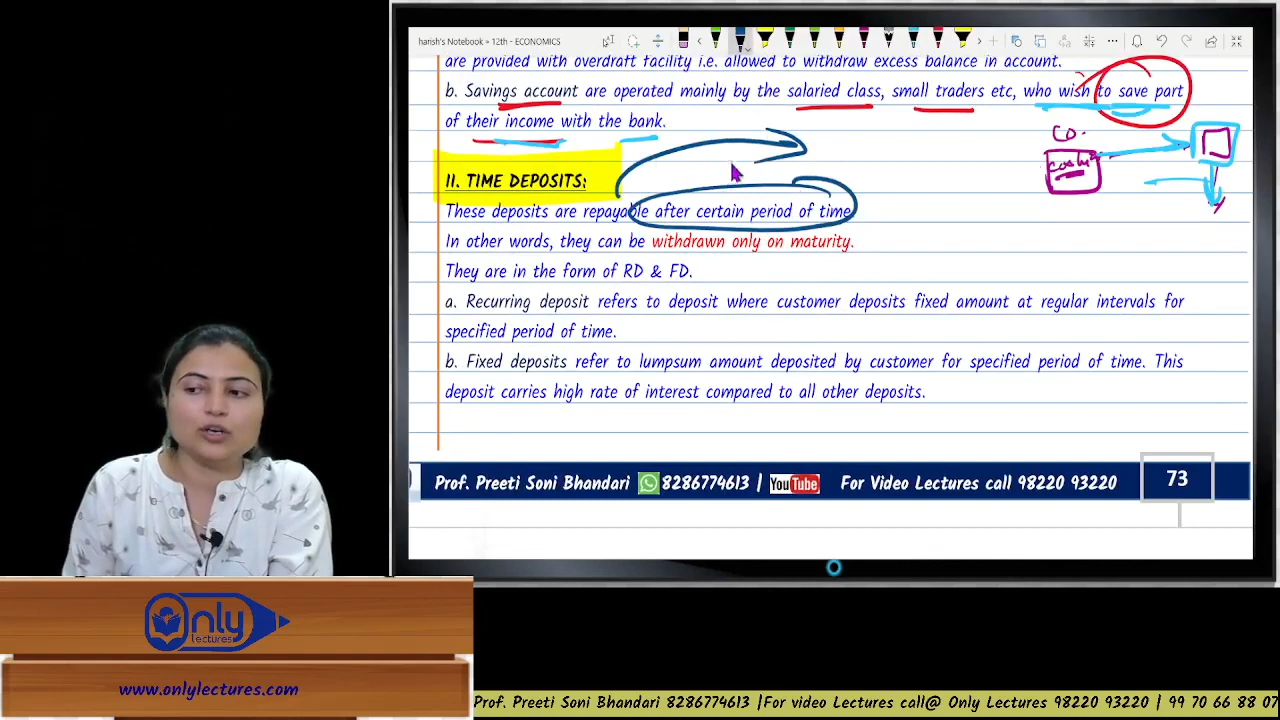 harish's Notebook » 12th - ECONOMICS
are provided with overdraft facility i.e. allowed to withdraw excess balance in account.
b. Savings account are operated mainly by the salaried class, small traders etc, who wish to save part
of their income with the bank.
Co.
cash
II. TIME DEPOSITS:
These deposits are repayable after certain period of time
In other words, they can be withdrawn only on maturity.
They are in the form of RD & FD.
a. Recurring deposit refers to deposit where customer deposits fixed amount at regular intervals for
specified period of time.
b. Fixed deposits refer to lumpsum amount deposited by customer for specified period of time. This
deposit carries high rate of interest compared to all other deposits.
Prof. Preeti Soni Bhandari 8286774613 | YouTube For Video Lectures call 98220 93220 73
Only
lectures
www.onlylectures.com
Prof. Preeti Soni Bhandari 8286774613 |For video Lectures call@ Only Lectures 98220 93220 | 99 70 66 88 07